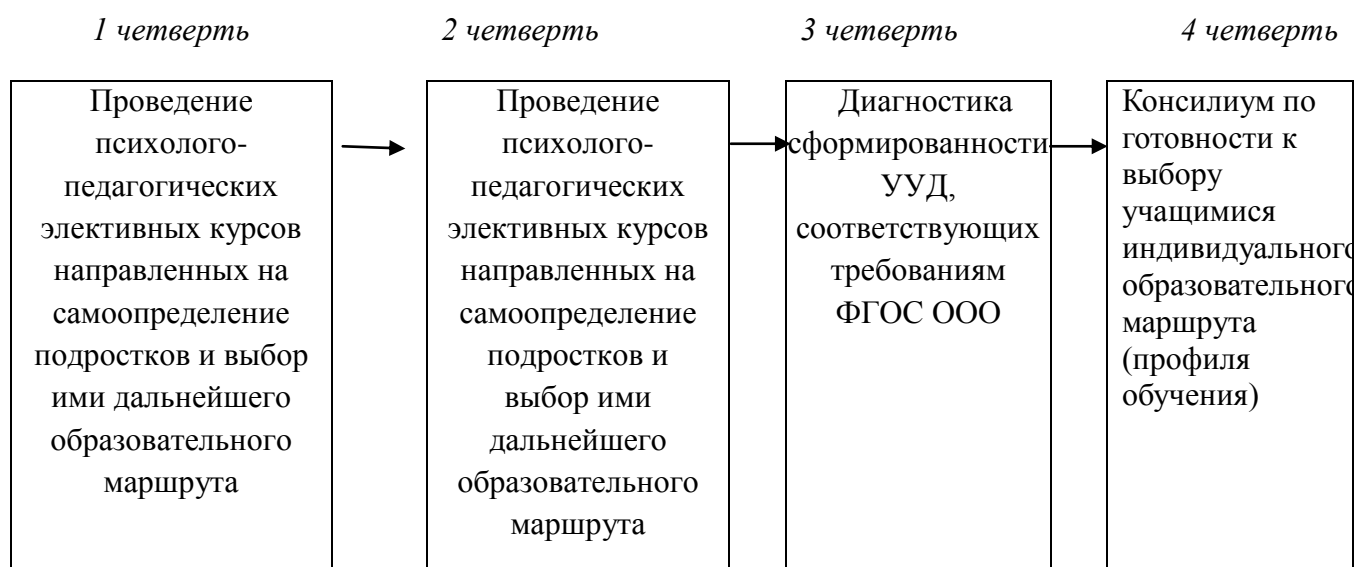 1 четверть
2 четверть
3 четверть
4 четверть
Проведение
психолого-
педагогических
элективных курсов
направленных на
самоопределение
подростков и выбор
ими дальнейшего
образовательного
маршрута
Проведение
психолого-
педагогических
элективных курсов
направленных на
самоопределение
подростков и
выбор ими
дальнейшего
образовательного
маршрута
Диагностика
сформированности
УУД,
соответствующих
требованиям
ФГОС ООО
Консилиум по
готовности к
выбору
учащимися
индивидуального
образовательного
маршрута
(профиля
обучения)